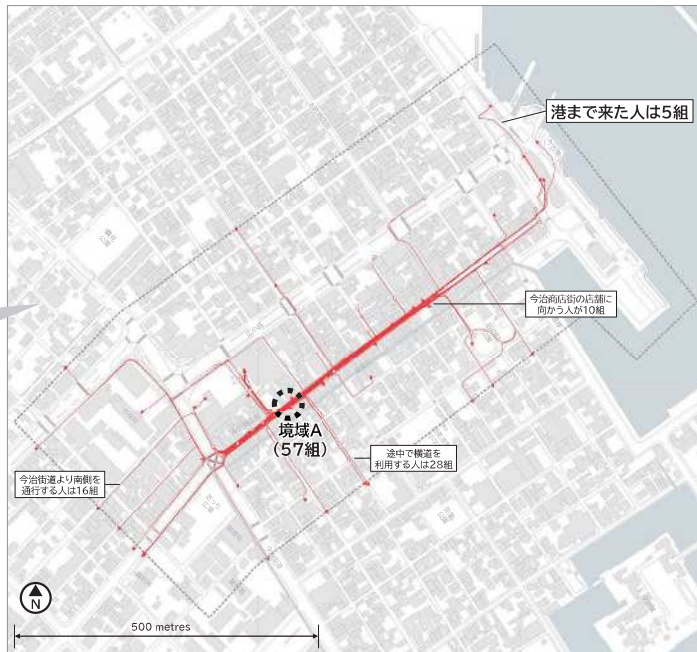 港まで来た人は5組
今治商店街の店舗に
向かう人が10組
境域A
(57組)
途中で横道を
利用する人は28組
今治街道より南側を
通行する人は16組
N
500 metres